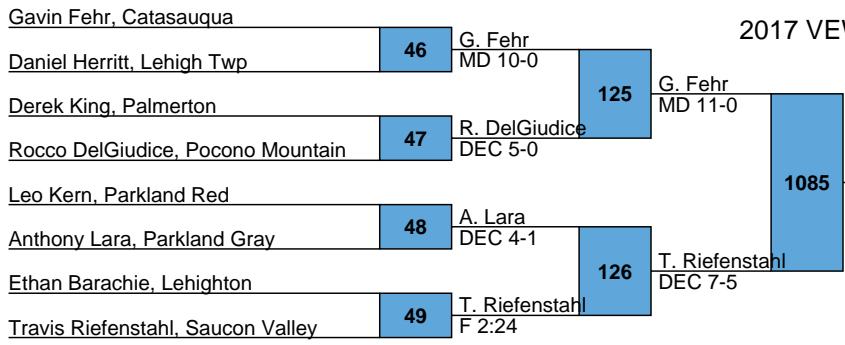 Gavin Fehr, Catasauqua
2017 VE
46
G. Fehr
MD 10-0
Daniel Herritt, Lehigh Twp
125
G. Fehr
MD 11-0
Derek King, Palmerton
47
R. DelGiudice
DEC 5-0
Rocco DelGiudice, Pocono Mountain
1085
Leo Kern, Parkland Red
48
A. Lara
DEC 4-1
Anthony Lara, Parkland Gray
126
T. Riefenstahl
DEC 7-5
Ethan Barachie, Lehighton
49
T. Riefenstahl
F 2:24
Travis Riefenstahl, Saucon Valley